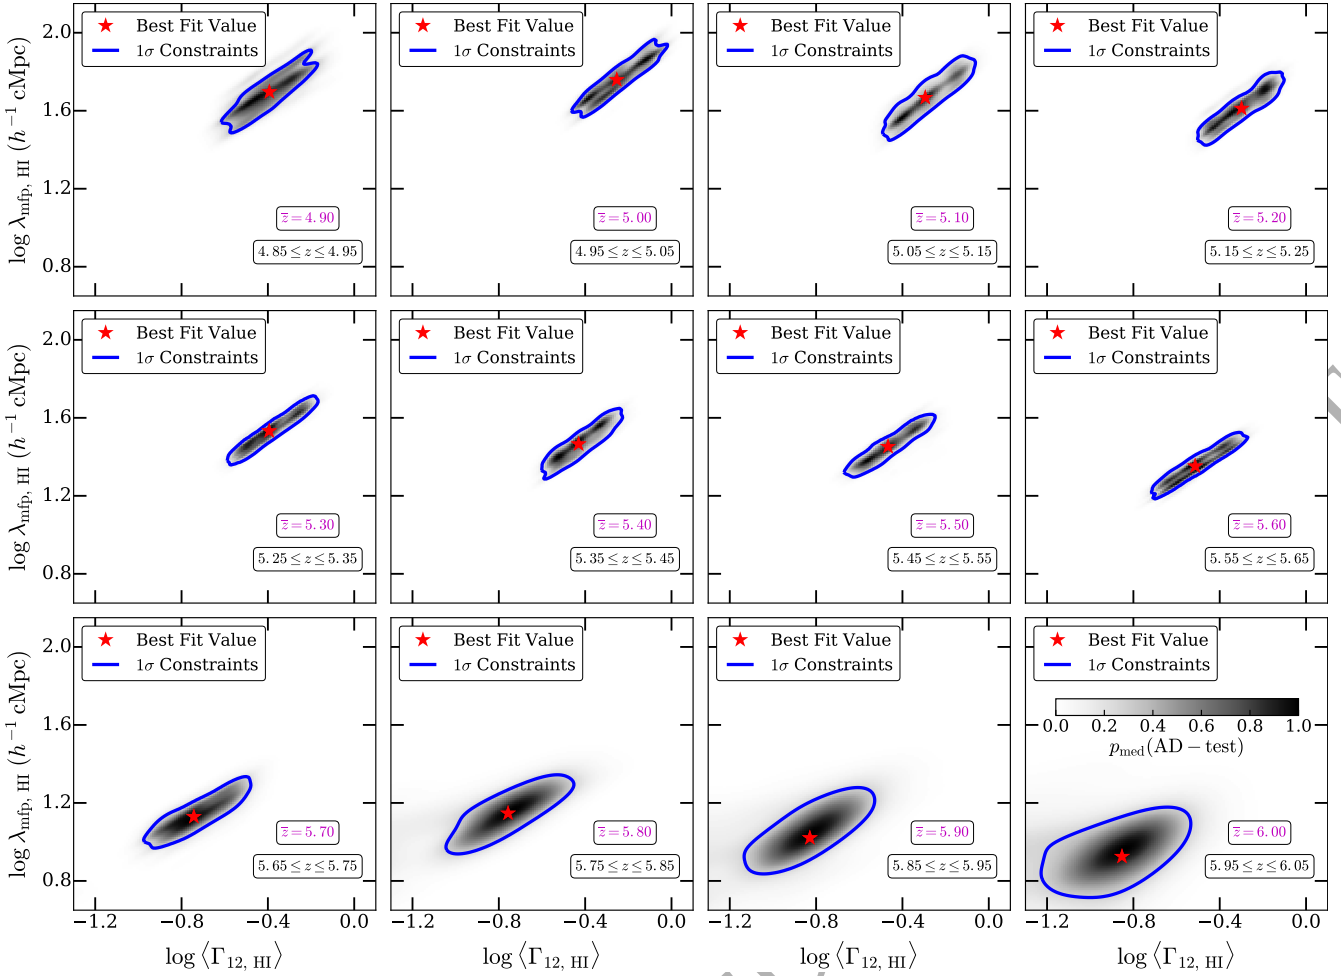 Best Fit Value
1σ Constraints
Best Fit Value
1σ Constraints
Best Fit Value
1σ Constraints
Best Fit Value
1σ Constraints
2.0
1.6
1.2
0.8
log λmfp, HI (h⁻¹ cMpc)
z̅=4.90
4.85≤z≤4.95
z̅=5.00
4.95≤z≤5.05
z̅=5.10
5.05≤z≤5.15
z̅=5.20
5.15≤z≤5.25
Best Fit Value
1σ Constraints
Best Fit Value
1σ Constraints
Best Fit Value
1σ Constraints
Best Fit Value
1σ Constraints
2.0
1.6
1.2
0.8
log λmfp, HI (h⁻¹ cMpc)
z̅=5.30
5.25≤z≤5.35
z̅=5.40
5.35≤z≤5.45
z̅=5.50
5.45≤z≤5.55
z̅=5.60
5.55≤z≤5.65
Best Fit Value
1σ Constraints
Best Fit Value
1σ Constraints
Best Fit Value
1σ Constraints
Best Fit Value
1σ Constraints
0.0 0.2 0.4 0.6 0.8 1.0
pmed(AD−test)
2.0
1.6
1.2
0.8
log λmfp, HI (h⁻¹ cMpc)
z̅=5.70
5.65≤z≤5.75
z̅=5.80
5.75≤z≤5.85
z̅=5.90
5.85≤z≤5.95
z̅=6.00
5.95≤z≤6.05
−1.2 −0.8 −0.4 0.0
−1.2 −0.8 −0.4 0.0
−1.2 −0.8 −0.4 0.0
−1.2 −0.8 −0.4 0.0
log ⟨Γ12, HI⟩
log ⟨Γ12, HI⟩
log ⟨Γ12, HI⟩
log ⟨Γ12, HI⟩